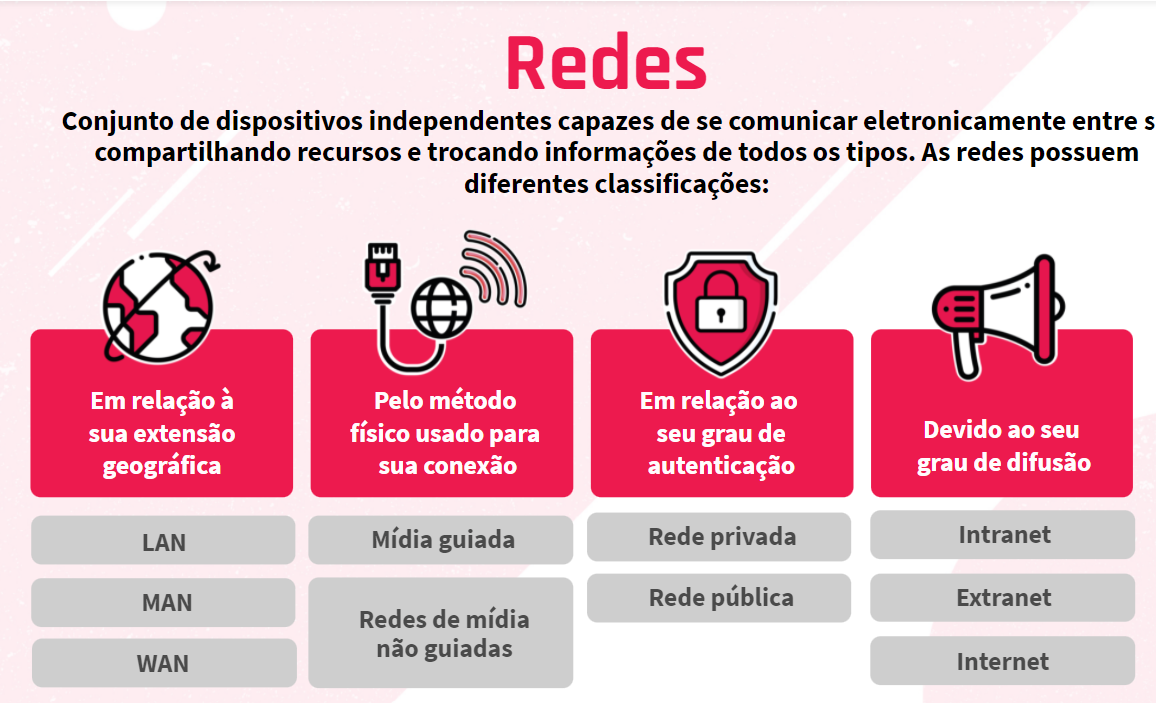 Redes
Conjunto de dispositivos independentes capazes de se comunicar eletronicamente entre s
compartilhando recursos e trocando informações de todos os tipos. As redes possuem
diferentes classificações:
Em relação à
sua extensão
geográfica
LAN
MAN
WAN
Pelo método
físico usado para
sua conexão
Mídia guiada
Redes de mídia
não guiadas
Em relação ao
seu grau de
autenticação
Rede privada
Rede pública
Devido ao seu
grau de difusão
Intranet
Extranet
Internet